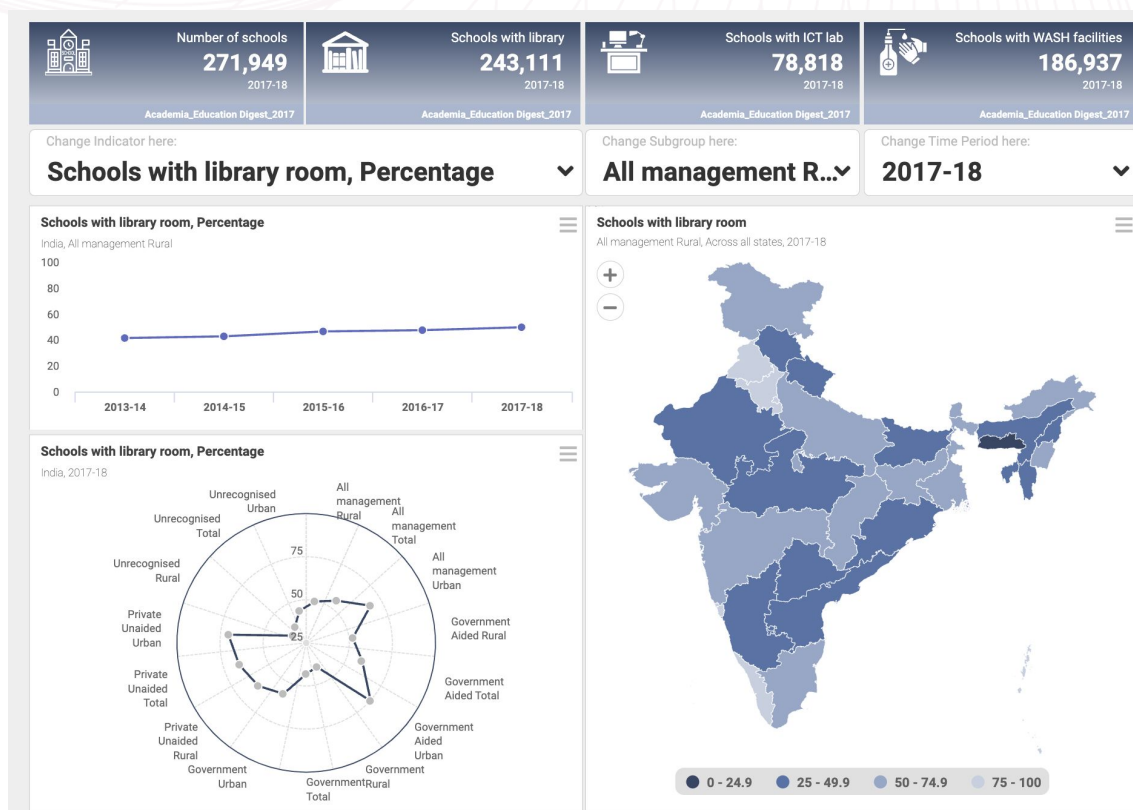 Number of schools
271,949
2017-18
Academia_Education Digest_2017
Schools with library
243,111
2017-18
Academia_Education Digest_2017
Schools with ICT lab
78,818
2017-18
Academia_Education Digest_2017
Schools with WASH facilities
186,937
2017-18
Academia_Education Digest_2017
Change Indicator here:
Schools with library room, Percentage
Change Subgroup here:
All management R...
Change Time Period here:
2017-18
Schools with library room, Percentage
India, All management Rural
100
80
60
40
20
0
2013-14
2014-15
2015-16
2016-17
2017-18
Schools with library room, Percentage
India, 2017-18
All
management
Rural
All
management
Total
All
management
Urban
Government
Aided Rural
Government
Aided Total
Government
Aided
Urban
Government
Rural
Government
Total
Government
Urban
Private
Unaided
Rural
Private
Unaided
Total
Private
Unaided
Urban
Unrecognised
Rural
Unrecognised
Total
Unrecognised
Urban
75
50
25
Schools with library room
All management Rural, Across all states, 2017-18
+
−
0 - 24.9
25 - 49.9
50 - 74.9
75 - 100
SCHOOL